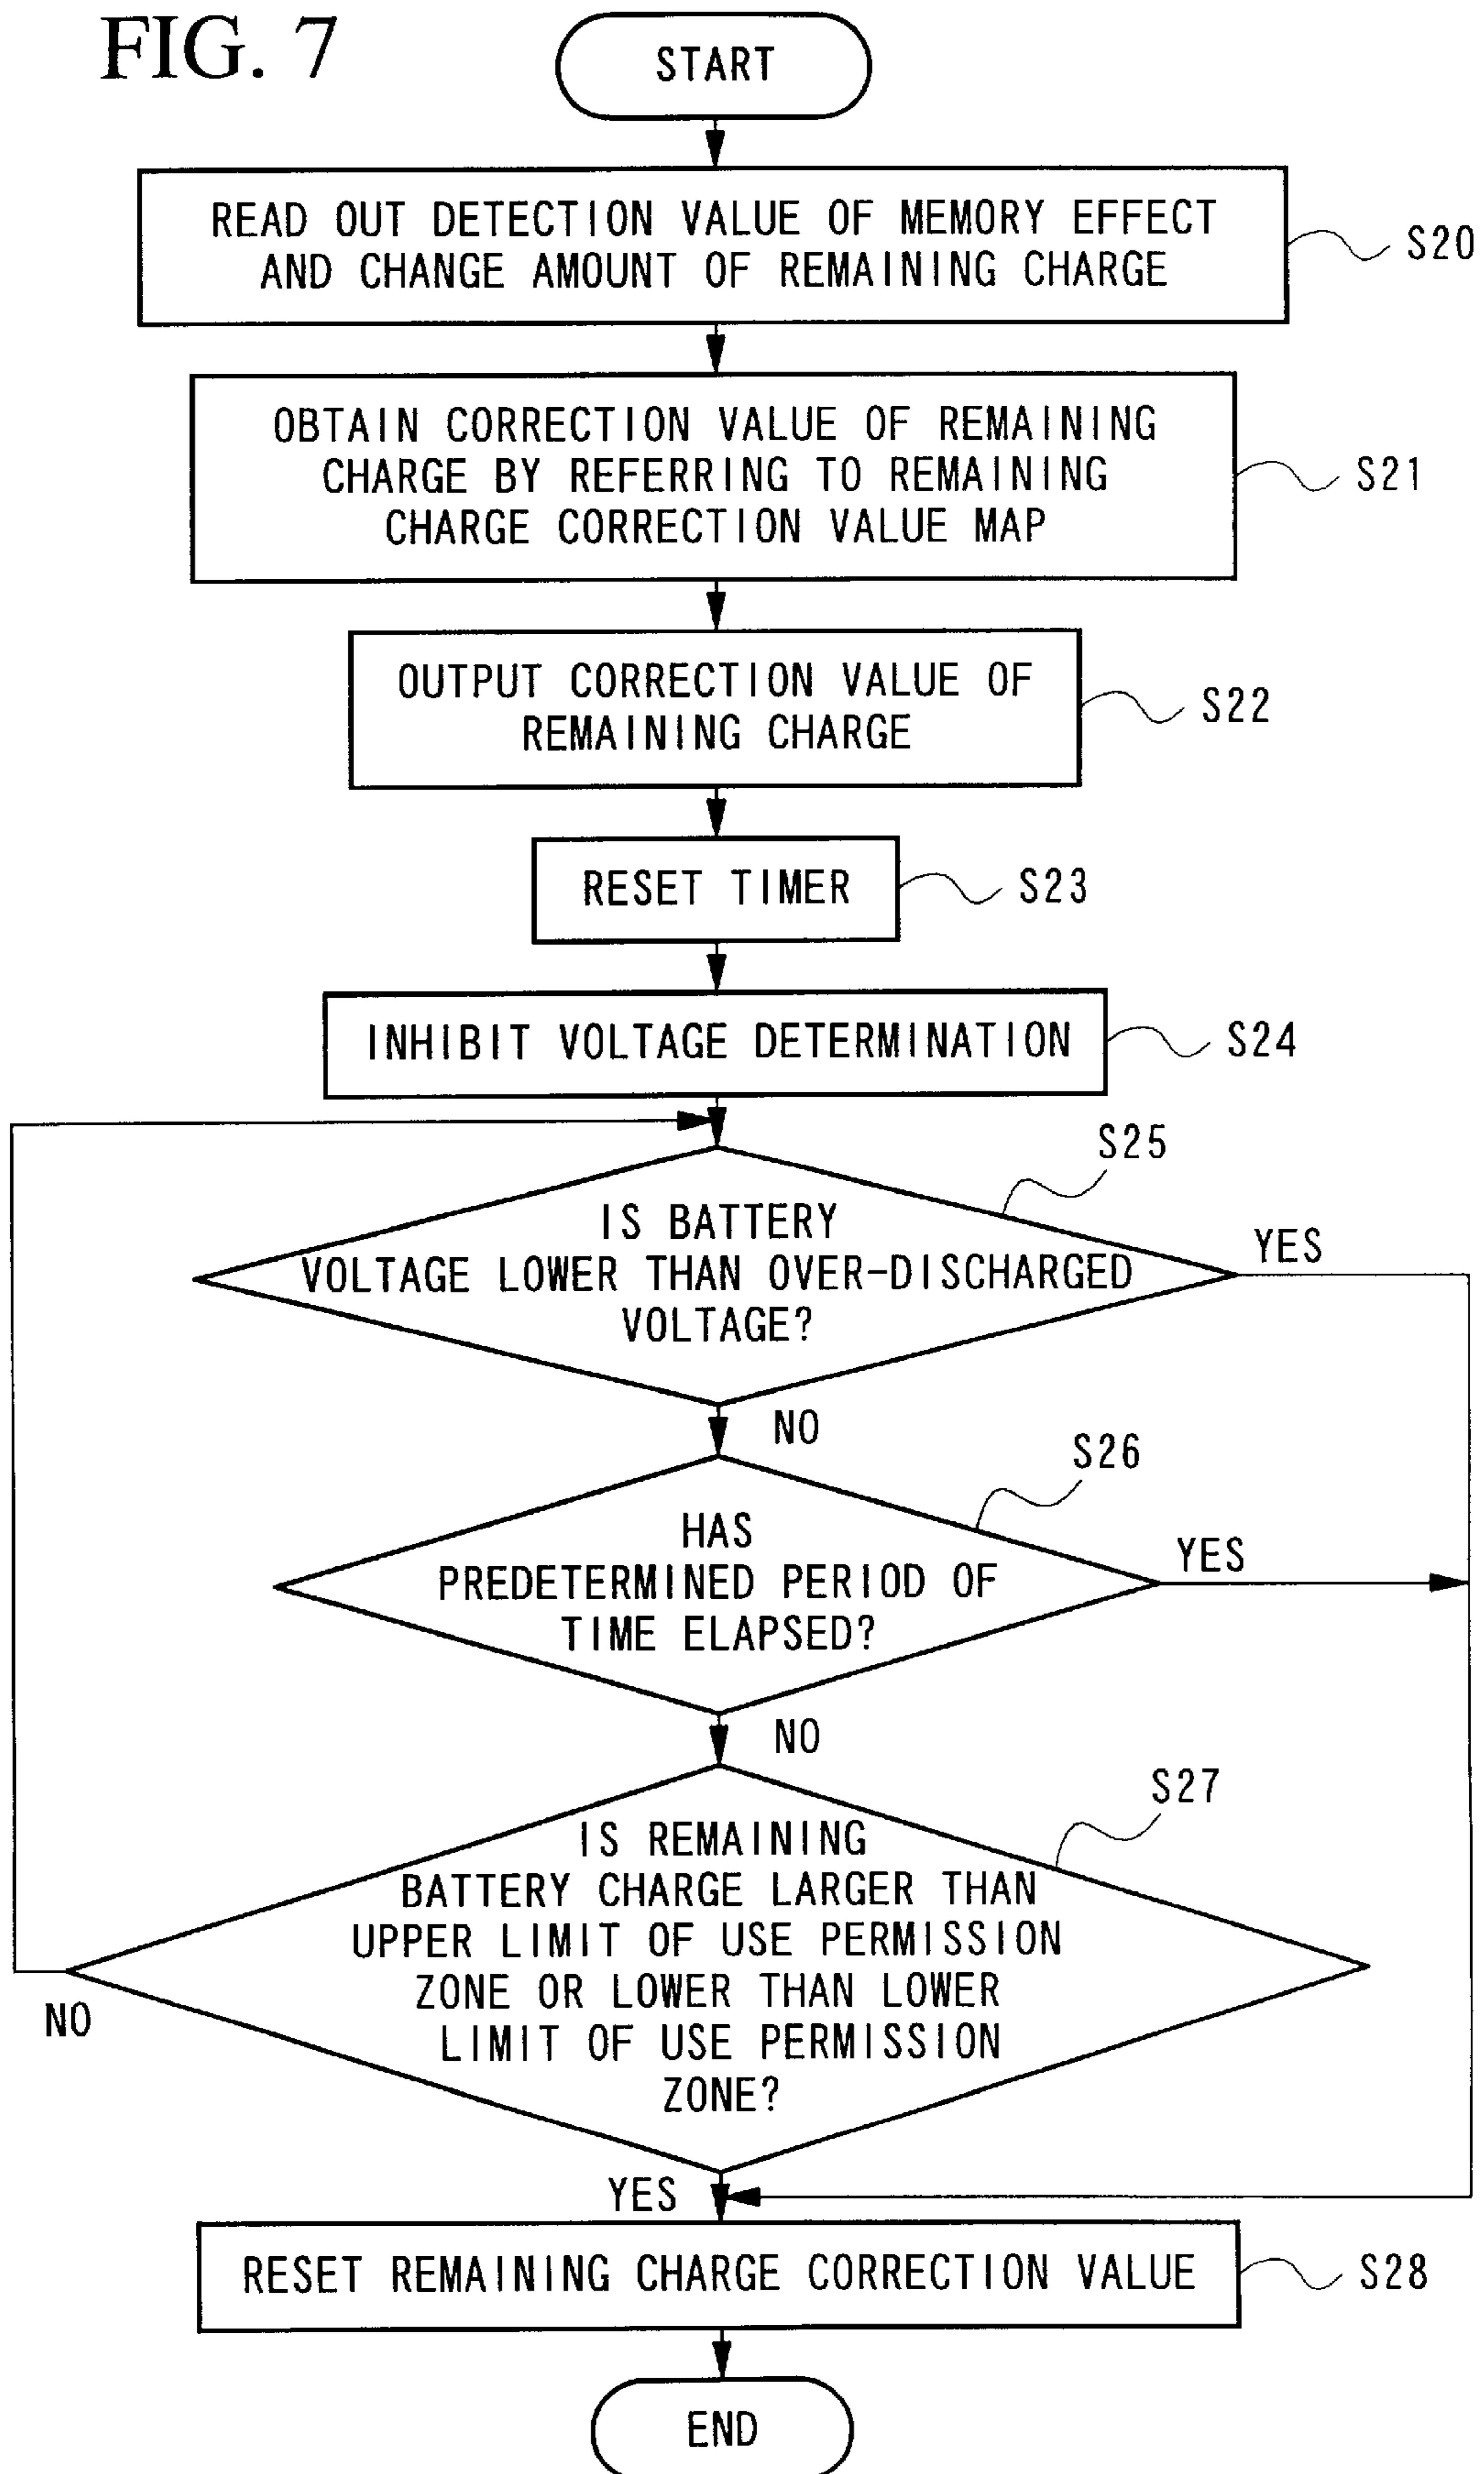 FIG. 7
START
READ OUT DETECTION VALUE OF MEMORY EFFECT
AND CHANGE AMOUNT OF REMAINING CHARGE
S20
OBTAIN CORRECTION VALUE OF REMAINING
CHARGE BY REFERRING TO REMAINING
CHARGE CORRECTION VALUE MAP
S21
OUTPUT CORRECTION VALUE OF
REMAINING CHARGE
S22
RESET TIMER
S23
INHIBIT VOLTAGE DETERMINATION
S24
S25
IS BATTERY
VOLTAGE LOWER THAN OVER-DISCHARGED
VOLTAGE?
YES
NO
S26
HAS
PREDETERMINED PERIOD OF
TIME ELAPSED?
YES
NO
S27
IS REMAINING
BATTERY CHARGE LARGER THAN
UPPER LIMIT OF USE PERMISSION
ZONE OR LOWER THAN LOWER
LIMIT OF USE PERMISSION
ZONE?
NO
YES
RESET REMAINING CHARGE CORRECTION VALUE
S28
END